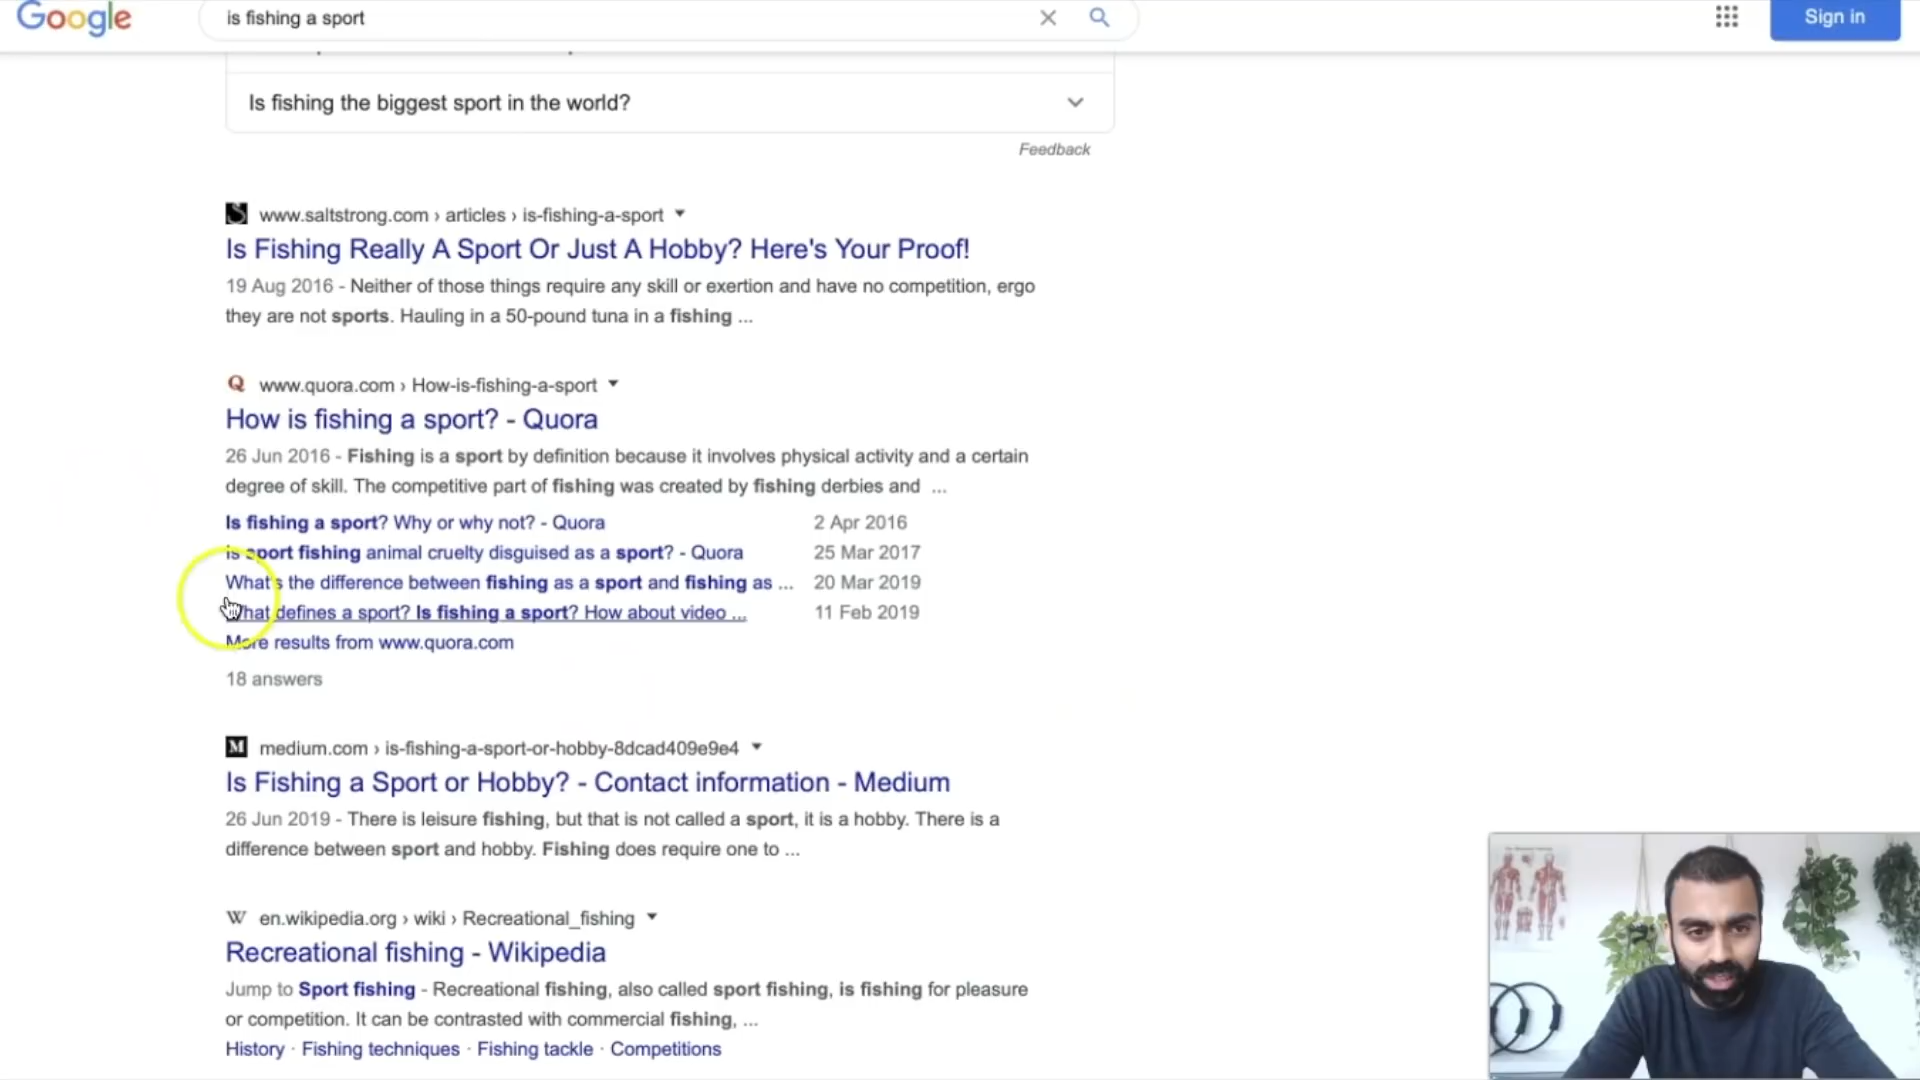 Google
is fishing a sport
Sign in
Is fishing the biggest sport in the world?
Feedback
www.saltstrong.com › articles › is-fishing-a-sport
Is Fishing Really A Sport Or Just A Hobby? Here's Your Proof!
19 Aug 2016 - Neither of those things require any skill or exertion and have no competition, ergo
they are not sports. Hauling in a 50-pound tuna in a fishing ...
www.quora.com › How-is-fishing-a-sport
How is fishing a sport? - Quora
26 Jun 2016 - Fishing is a sport by definition because it involves physical activity and a certain
degree of skill. The competitive part of fishing was created by fishing derbies and ...
Is fishing a sport? Why or why not? - Quora 2 Apr 2016
Is sport fishing animal cruelty disguised as a sport? - Quora 25 Mar 2017
What's the difference between fishing as a sport and fishing as ... 20 Mar 2019
What defines a sport? Is fishing a sport? How about video ... 11 Feb 2019
More results from www.quora.com
18 answers
medium.com › is-fishing-a-sport-or-hobby-8dcad409e9e4
Is Fishing a Sport or Hobby? - Contact information - Medium
26 Jun 2019 - There is leisure fishing, but that is not called a sport, it is a hobby. There is a
difference between sport and hobby. Fishing does require one to ...
en.wikipedia.org › wiki › Recreational_fishing
Recreational fishing - Wikipedia
Jump to Sport fishing - Recreational fishing, also called sport fishing, is fishing for pleasure
or competition. It can be contrasted with commercial fishing, ...
History · Fishing techniques · Fishing tackle · Competitions